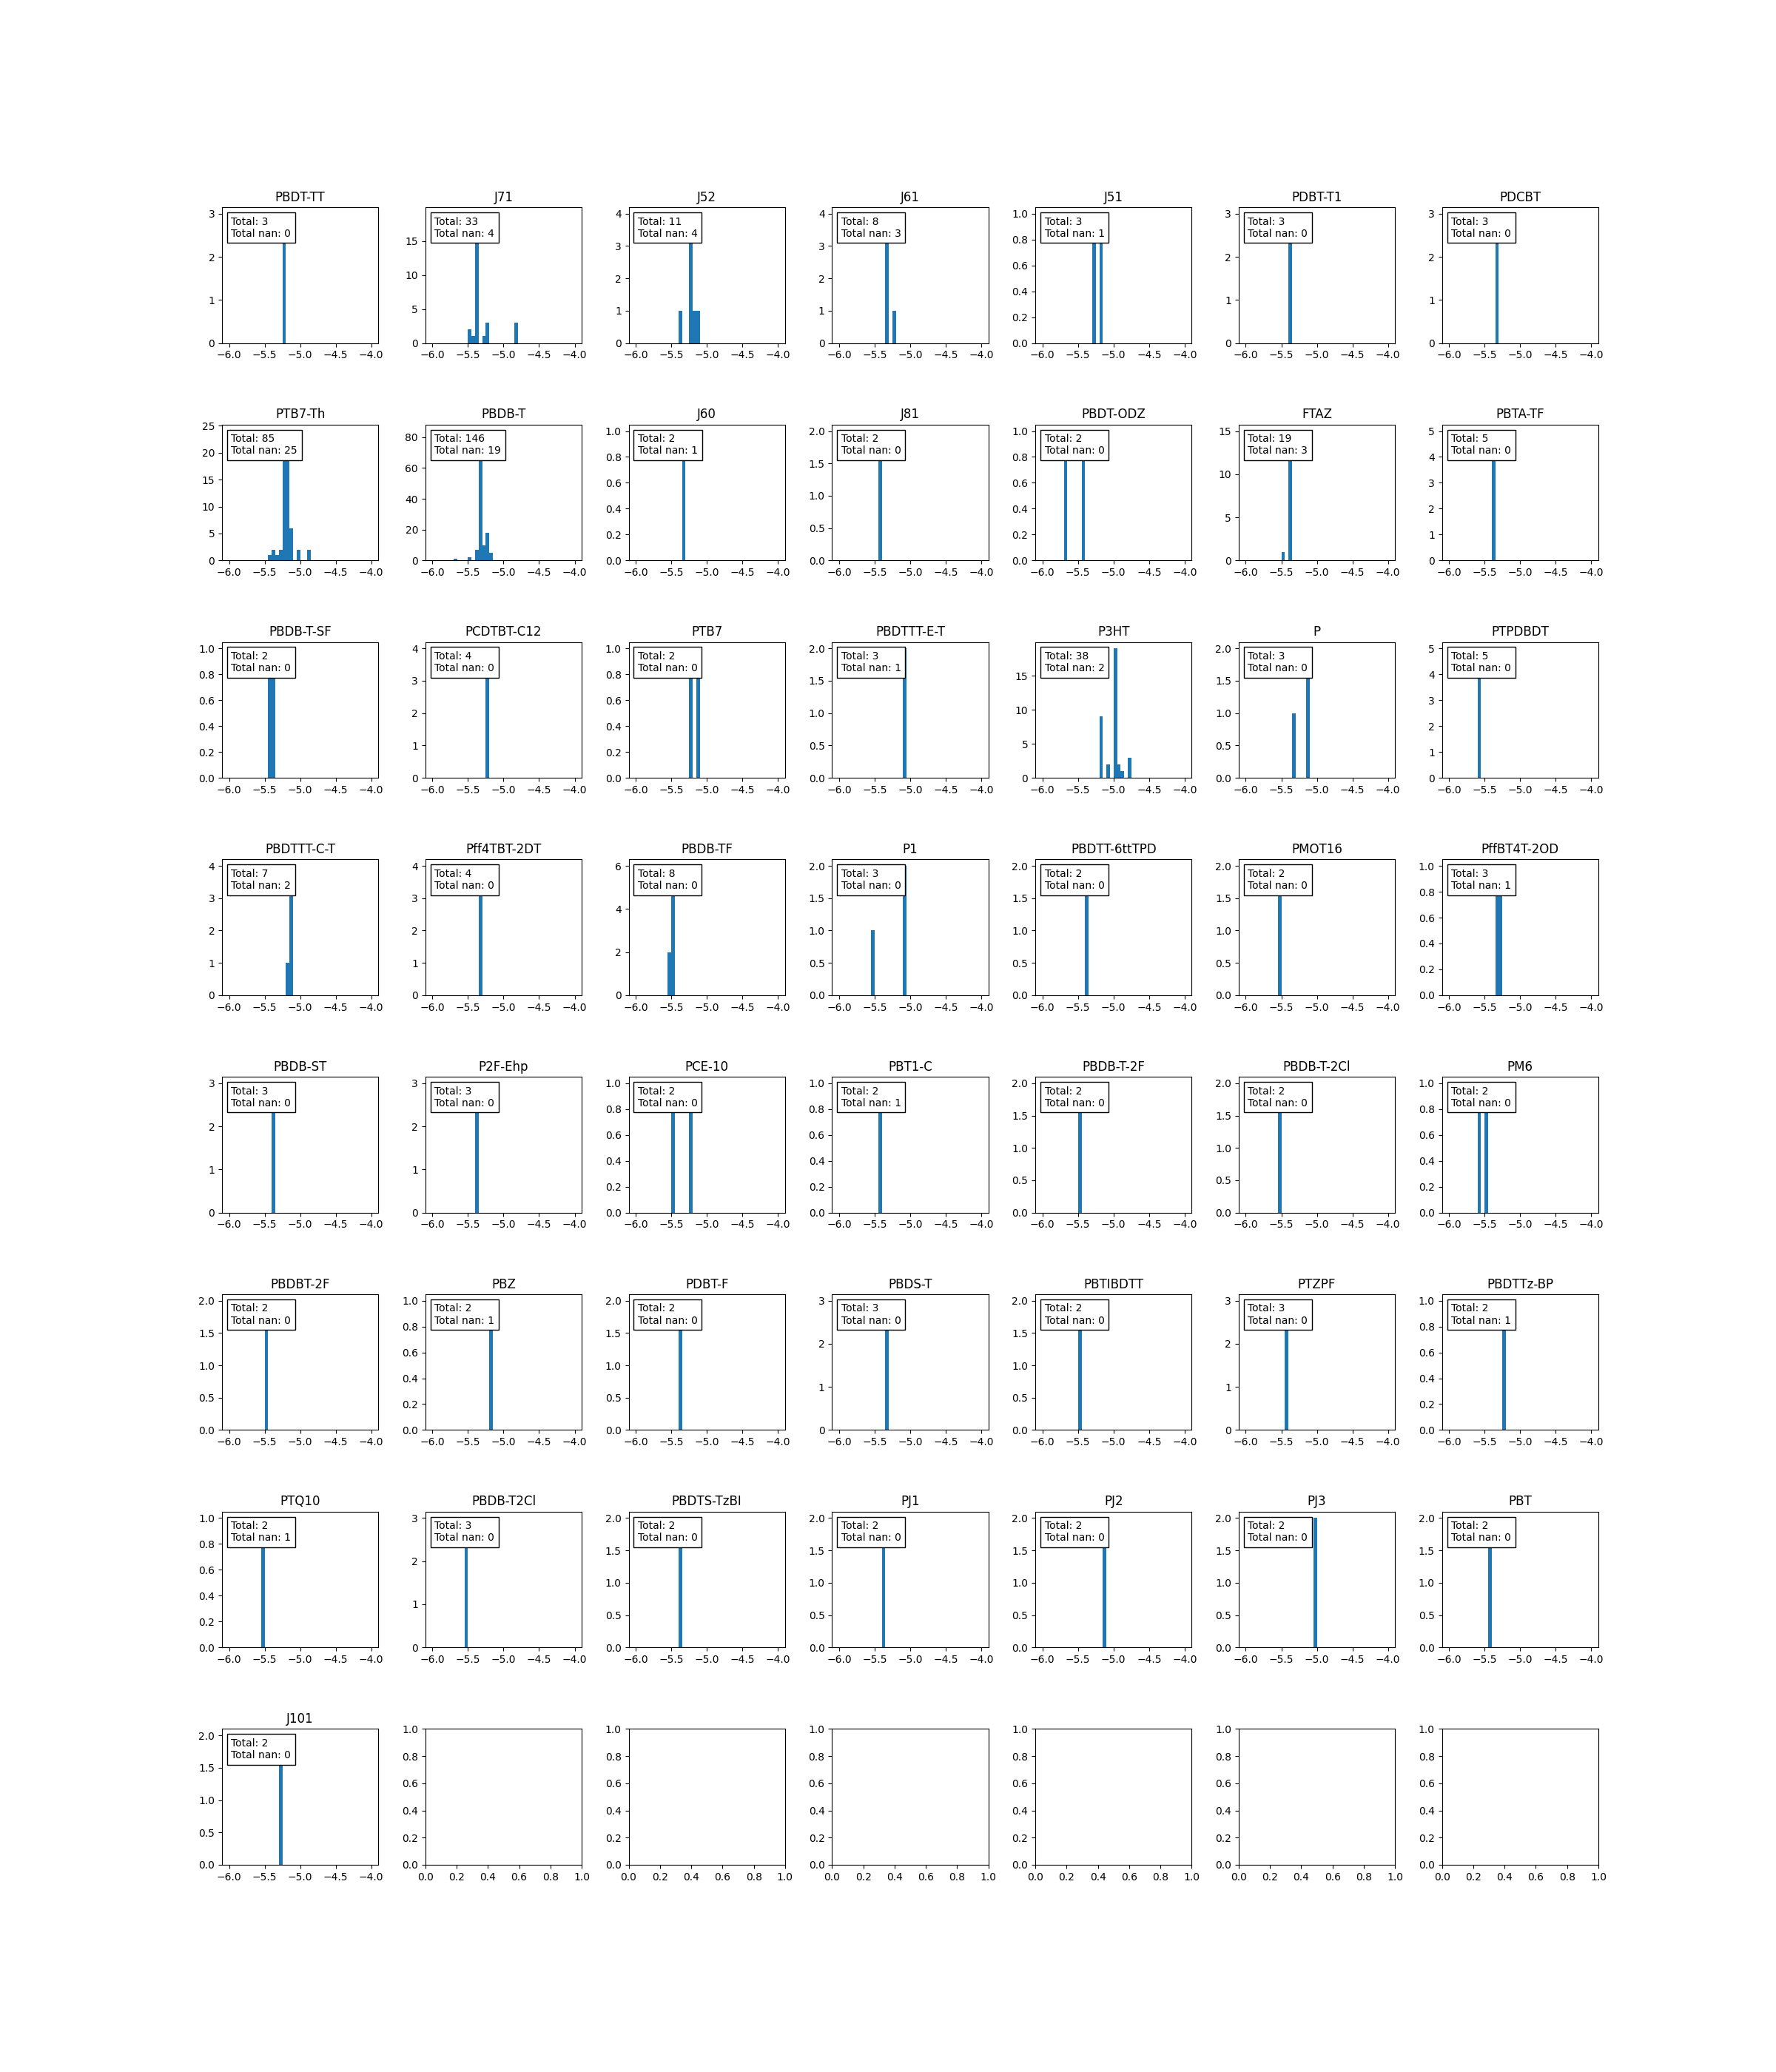 PBDT-TT
Total: 3
Total nan: 0
3
2
1
0
−6.0 −5.5 −5.0 −4.5 −4.0
J71
Total: 33
Total nan: 4
15
10
5
0
−6.0 −5.5 −5.0 −4.5 −4.0
J52
Total: 11
Total nan: 4
4
3
2
1
0
−6.0 −5.5 −5.0 −4.5 −4.0
J61
Total: 8
Total nan: 3
4
3
2
1
0
−6.0 −5.5 −5.0 −4.5 −4.0
J51
Total: 3
Total nan: 1
1.0
0.8
0.6
0.4
0.2
0.0
−6.0 −5.5 −5.0 −4.5 −4.0
PDBT-T1
Total: 3
Total nan: 0
3
2
1
0
−6.0 −5.5 −5.0 −4.5 −4.0
PDCBT
Total: 3
Total nan: 0
3
2
1
0
−6.0 −5.5 −5.0 −4.5 −4.0
PTB7-Th
Total: 85
Total nan: 25
25
20
15
10
5
0
−6.0 −5.5 −5.0 −4.5 −4.0
PBDB-T
Total: 146
Total nan: 19
80
60
40
20
0
−6.0 −5.5 −5.0 −4.5 −4.0
J60
Total: 2
Total nan: 1
1.0
0.8
0.6
0.4
0.2
0.0
−6.0 −5.5 −5.0 −4.5 −4.0
J81
Total: 2
Total nan: 0
2.0
1.5
1.0
0.5
0.0
−6.0 −5.5 −5.0 −4.5 −4.0
PBDT-ODZ
Total: 2
Total nan: 0
1.0
0.8
0.6
0.4
0.2
0.0
−6.0 −5.5 −5.0 −4.5 −4.0
FTAZ
Total: 19
Total nan: 3
15
10
5
0
−6.0 −5.5 −5.0 −4.5 −4.0
PBTA-TF
Total: 5
Total nan: 0
5
4
3
2
1
0
−6.0 −5.5 −5.0 −4.5 −4.0
PBDB-T-SF
Total: 2
Total nan: 0
1.0
0.8
0.6
0.4
0.2
0.0
−6.0 −5.5 −5.0 −4.5 −4.0
PCDTBT-C12
Total: 4
Total nan: 0
4
3
2
1
0
−6.0 −5.5 −5.0 −4.5 −4.0
PTB7
Total: 2
Total nan: 0
1.0
0.8
0.6
0.4
0.2
0.0
−6.0 −5.5 −5.0 −4.5 −4.0
PBDTTT-E-T
Total: 3
Total nan: 1
2.0
1.5
1.0
0.5
0.0
−6.0 −5.5 −5.0 −4.5 −4.0
P3HT
Total: 38
Total nan: 2
15
10
5
0
−6.0 −5.5 −5.0 −4.5 −4.0
P
Total: 3
Total nan: 0
2.0
1.5
1.0
0.5
0.0
−6.0 −5.5 −5.0 −4.5 −4.0
PTPDBDT
Total: 5
Total nan: 0
5
4
3
2
1
0
−6.0 −5.5 −5.0 −4.5 −4.0
PBDTTT-C-T
Total: 7
Total nan: 2
4
3
2
1
0
−6.0 −5.5 −5.0 −4.5 −4.0
Pff4TBT-2DT
Total: 4
Total nan: 0
4
3
2
1
0
−6.0 −5.5 −5.0 −4.5 −4.0
PBDB-TF
Total: 8
Total nan: 0
6
4
2
0
−6.0 −5.5 −5.0 −4.5 −4.0
P1
Total: 3
Total nan: 0
2.0
1.5
1.0
0.5
0.0
−6.0 −5.5 −5.0 −4.5 −4.0
PBDTT-6ttTPD
Total: 2
Total nan: 0
2.0
1.5
1.0
0.5
0.0
−6.0 −5.5 −5.0 −4.5 −4.0
PMOT16
Total: 2
Total nan: 0
2.0
1.5
1.0
0.5
0.0
−6.0 −5.5 −5.0 −4.5 −4.0
PffBT4T-2OD
Total: 3
Total nan: 1
1.0
0.8
0.6
0.4
0.2
0.0
−6.0 −5.5 −5.0 −4.5 −4.0
PBDB-ST
Total: 3
Total nan: 0
3
2
1
0
−6.0 −5.5 −5.0 −4.5 −4.0
P2F-Ehp
Total: 3
Total nan: 0
3
2
1
0
−6.0 −5.5 −5.0 −4.5 −4.0
PCE-10
Total: 2
Total nan: 0
1.0
0.8
0.6
0.4
0.2
0.0
−6.0 −5.5 −5.0 −4.5 −4.0
PBT1-C
Total: 2
Total nan: 1
1.0
0.8
0.6
0.4
0.2
0.0
−6.0 −5.5 −5.0 −4.5 −4.0
PBDB-T-2F
Total: 2
Total nan: 0
2.0
1.5
1.0
0.5
0.0
−6.0 −5.5 −5.0 −4.5 −4.0
PBDB-T-2Cl
Total: 2
Total nan: 0
2.0
1.5
1.0
0.5
0.0
−6.0 −5.5 −5.0 −4.5 −4.0
PM6
Total: 2
Total nan: 0
1.0
0.8
0.6
0.4
0.2
0.0
−6.0 −5.5 −5.0 −4.5 −4.0
PBDBT-2F
Total: 2
Total nan: 0
2.0
1.5
1.0
0.5
0.0
−6.0 −5.5 −5.0 −4.5 −4.0
PBZ
Total: 2
Total nan: 1
1.0
0.8
0.6
0.4
0.2
0.0
−6.0 −5.5 −5.0 −4.5 −4.0
PDBT-F
Total: 2
Total nan: 0
2.0
1.5
1.0
0.5
0.0
−6.0 −5.5 −5.0 −4.5 −4.0
PBDS-T
Total: 3
Total nan: 0
3
2
1
0
−6.0 −5.5 −5.0 −4.5 −4.0
PBTIBDTT
Total: 2
Total nan: 0
2.0
1.5
1.0
0.5
0.0
−6.0 −5.5 −5.0 −4.5 −4.0
PTZPF
Total: 3
Total nan: 0
3
2
1
0
−6.0 −5.5 −5.0 −4.5 −4.0
PBDTTz-BP
Total: 2
Total nan: 1
1.0
0.8
0.6
0.4
0.2
0.0
−6.0 −5.5 −5.0 −4.5 −4.0
PTQ10
Total: 2
Total nan: 1
1.0
0.8
0.6
0.4
0.2
0.0
−6.0 −5.5 −5.0 −4.5 −4.0
PBDB-T2Cl
Total: 3
Total nan: 0
3
2
1
0
−6.0 −5.5 −5.0 −4.5 −4.0
PBDTS-TzBI
Total: 2
Total nan: 0
2.0
1.5
1.0
0.5
0.0
−6.0 −5.5 −5.0 −4.5 −4.0
PJ1
Total: 2
Total nan: 0
2.0
1.5
1.0
0.5
0.0
−6.0 −5.5 −5.0 −4.5 −4.0
PJ2
Total: 2
Total nan: 0
2.0
1.5
1.0
0.5
0.0
−6.0 −5.5 −5.0 −4.5 −4.0
PJ3
Total: 2
Total nan: 0
2.0
1.5
1.0
0.5
0.0
−6.0 −5.5 −5.0 −4.5 −4.0
PBT
Total: 2
Total nan: 0
2.0
1.5
1.0
0.5
0.0
−6.0 −5.5 −5.0 −4.5 −4.0
J101
Total: 2
Total nan: 0
2.0
1.5
1.0
0.5
0.0
−6.0 −5.5 −5.0 −4.5 −4.0
1.0
0.8
0.6
0.4
0.2
0.0
0.0 0.2 0.4 0.6 0.8 1.0
1.0
0.8
0.6
0.4
0.2
0.0
0.0 0.2 0.4 0.6 0.8 1.0
1.0
0.8
0.6
0.4
0.2
0.0
0.0 0.2 0.4 0.6 0.8 1.0
1.0
0.8
0.6
0.4
0.2
0.0
0.0 0.2 0.4 0.6 0.8 1.0
1.0
0.8
0.6
0.4
0.2
0.0
0.0 0.2 0.4 0.6 0.8 1.0
1.0
0.8
0.6
0.4
0.2
0.0
0.0 0.2 0.4 0.6 0.8 1.0